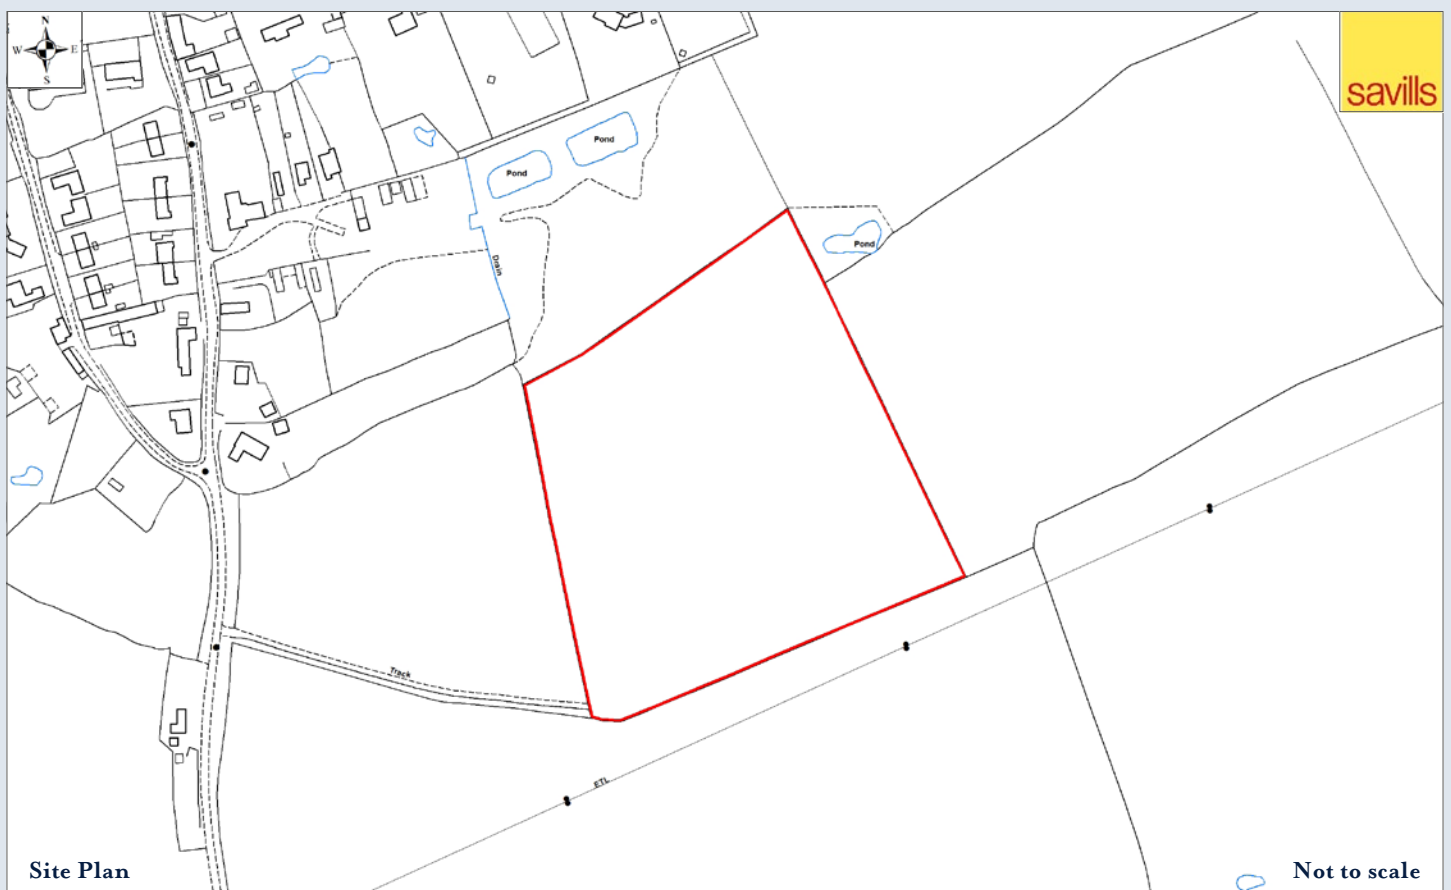 N
W E
S
savills
Pond
Pond
Pond
Drain
Track
ETL
Site Plan
Not to scale